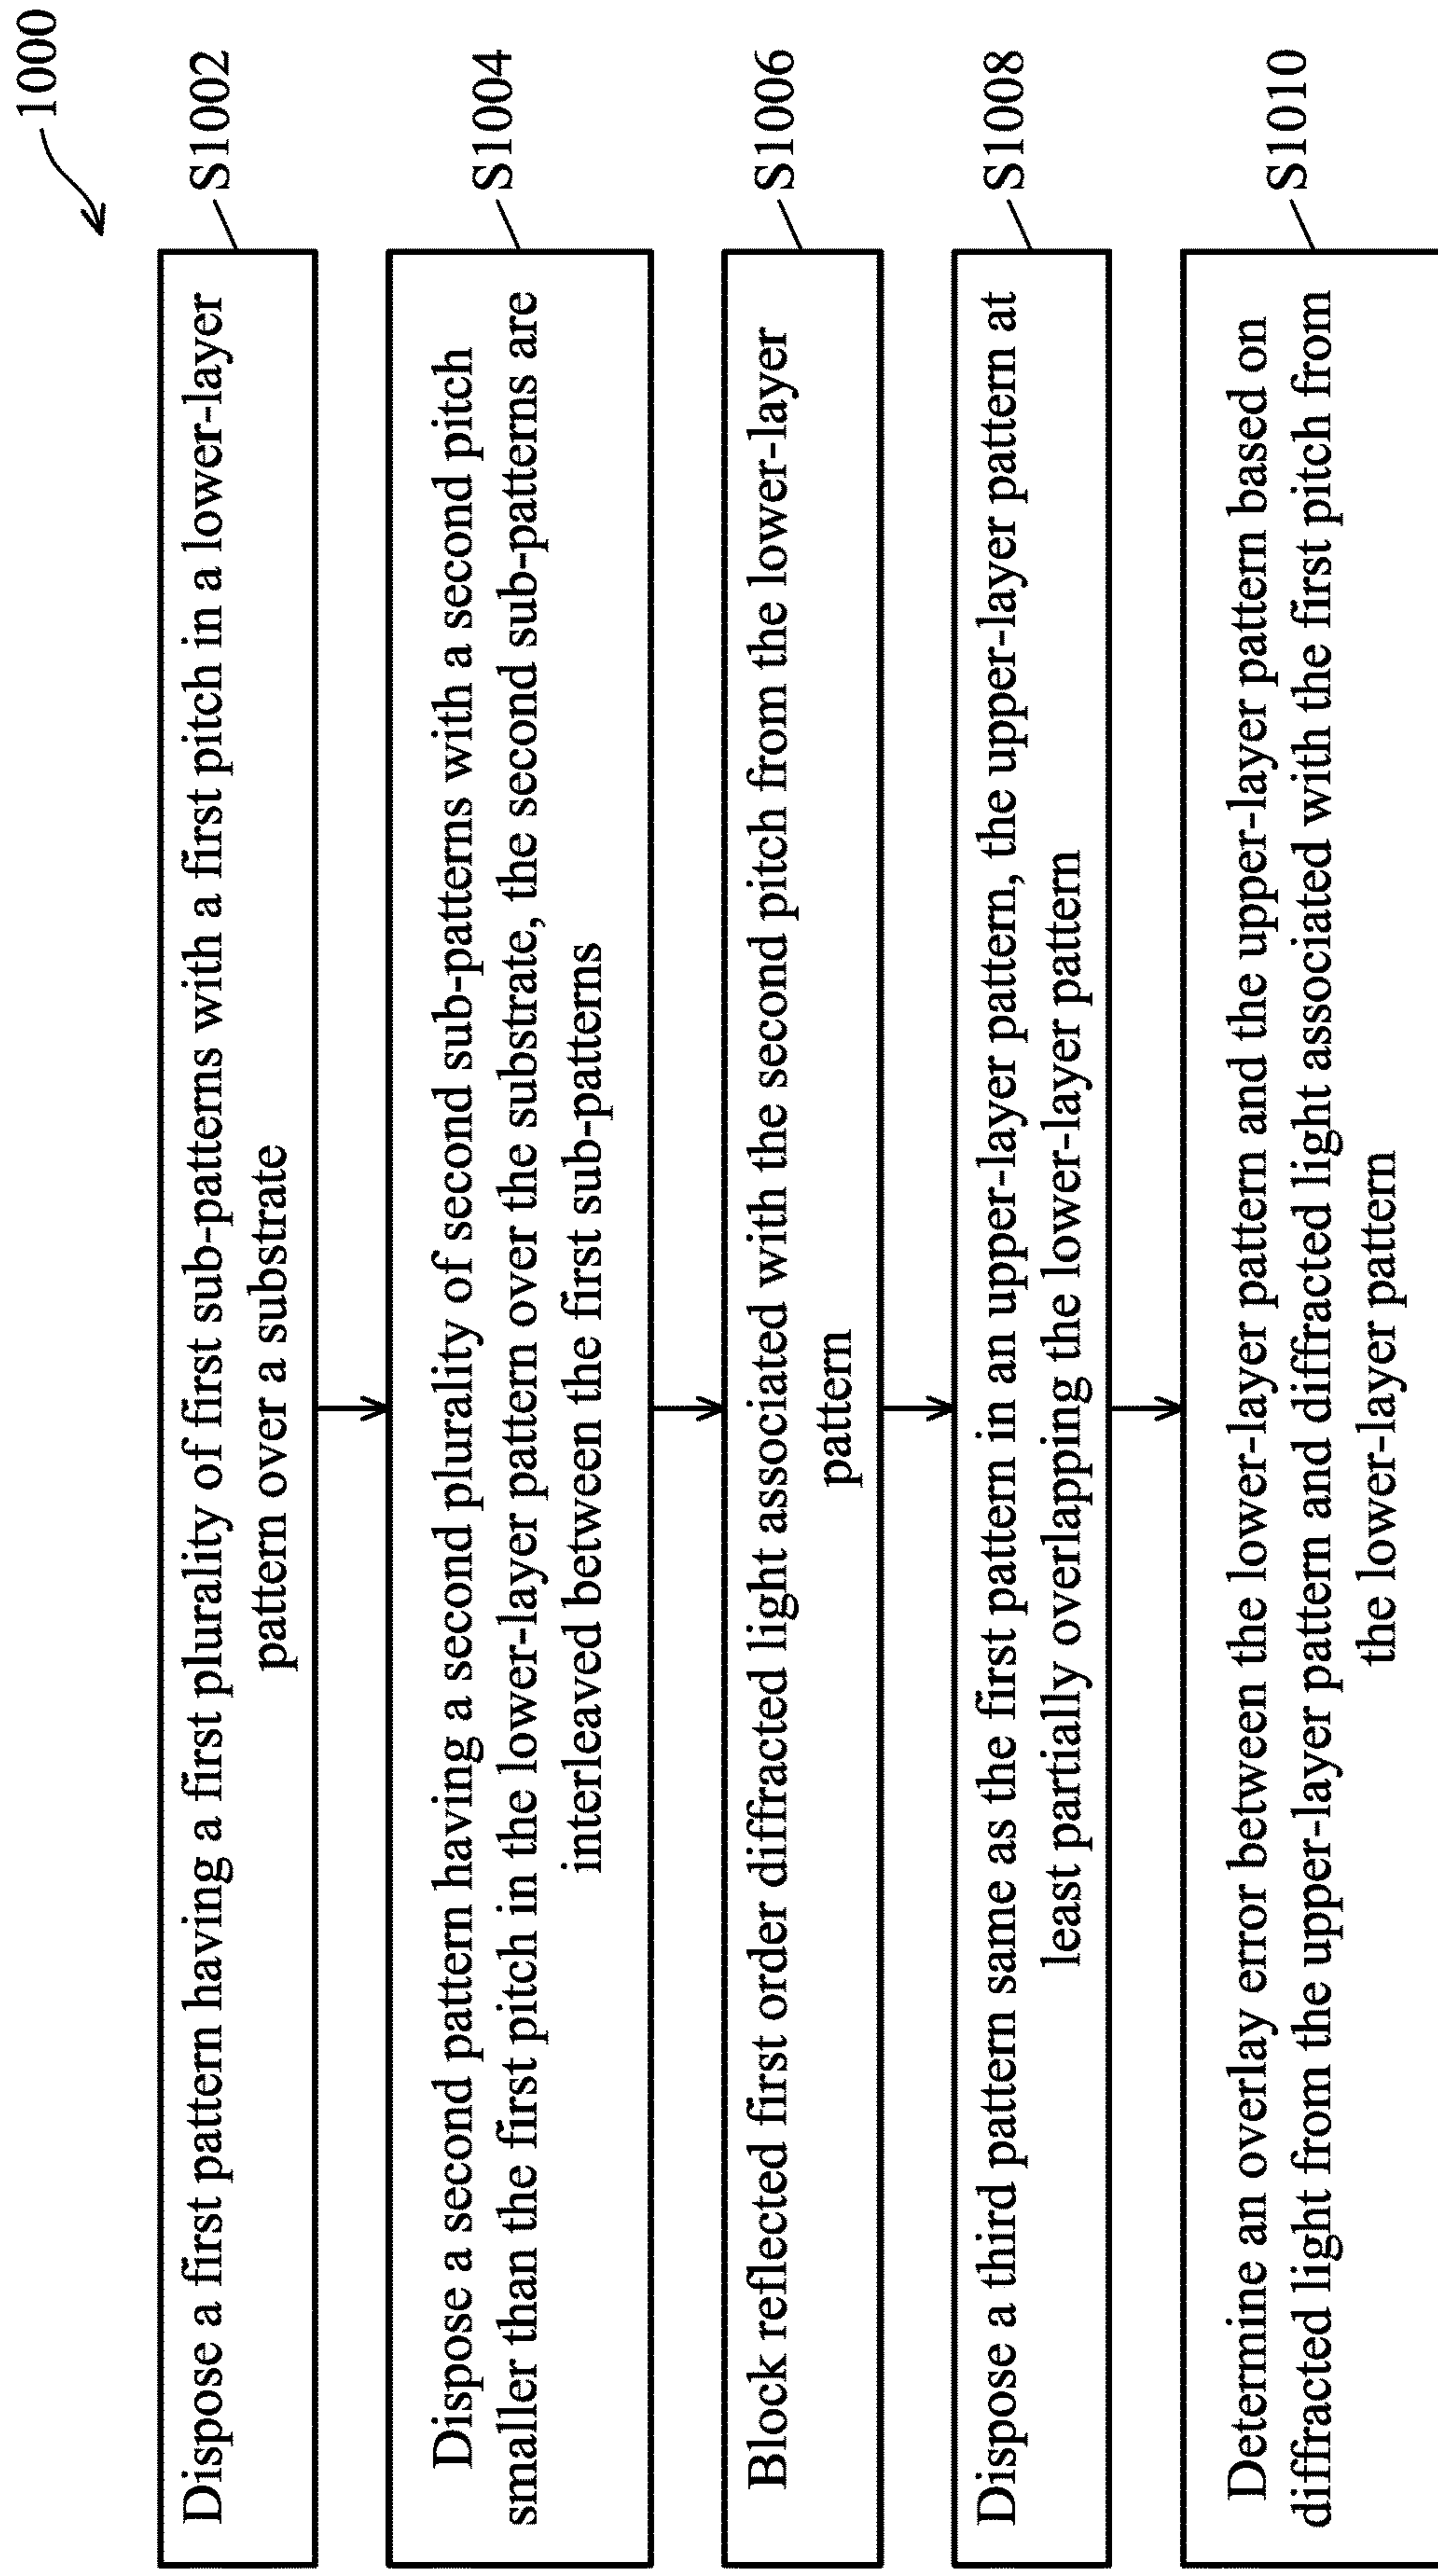 1000
S1002
Dispose a first pattern having a first plurality of first sub-patterns with a first pitch in a lower-layer
pattern over a substrate
S1004
Dispose a second pattern having a second plurality of second sub-patterns with a second pitch
smaller than the first pitch in the lower-layer pattern over the substrate, the second sub-patterns are
interleaved between the first sub-patterns
S1006
Block reflected first order diffracted light associated with the second pitch from the lower-layer
pattern
S1008
Dispose a third pattern same as the first pattern in an upper-layer pattern, the upper-layer pattern at
least partially overlapping the lower-layer pattern
S1010
Determine an overlay error between the lower-layer pattern and the upper-layer pattern based on
diffracted light from the upper-layer pattern and diffracted light associated with the first pitch from
the lower-layer pattern